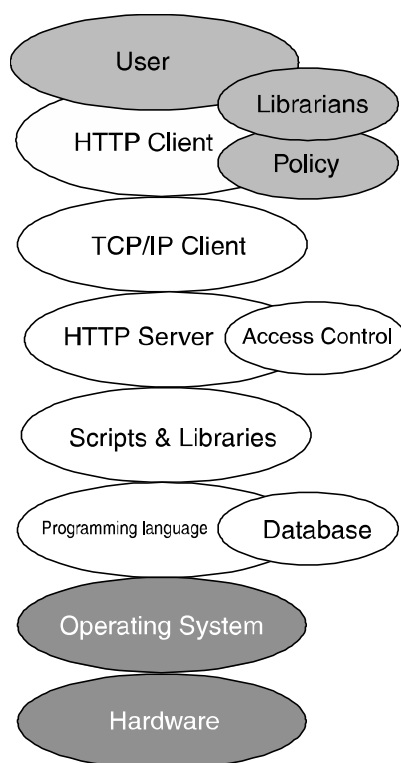 User
Librarians
HTTP Client
Policy
TCP/IP Client
HTTP Server
Access Control
Scripts & Libraries
Programming language
Database
Operating System
Hardware